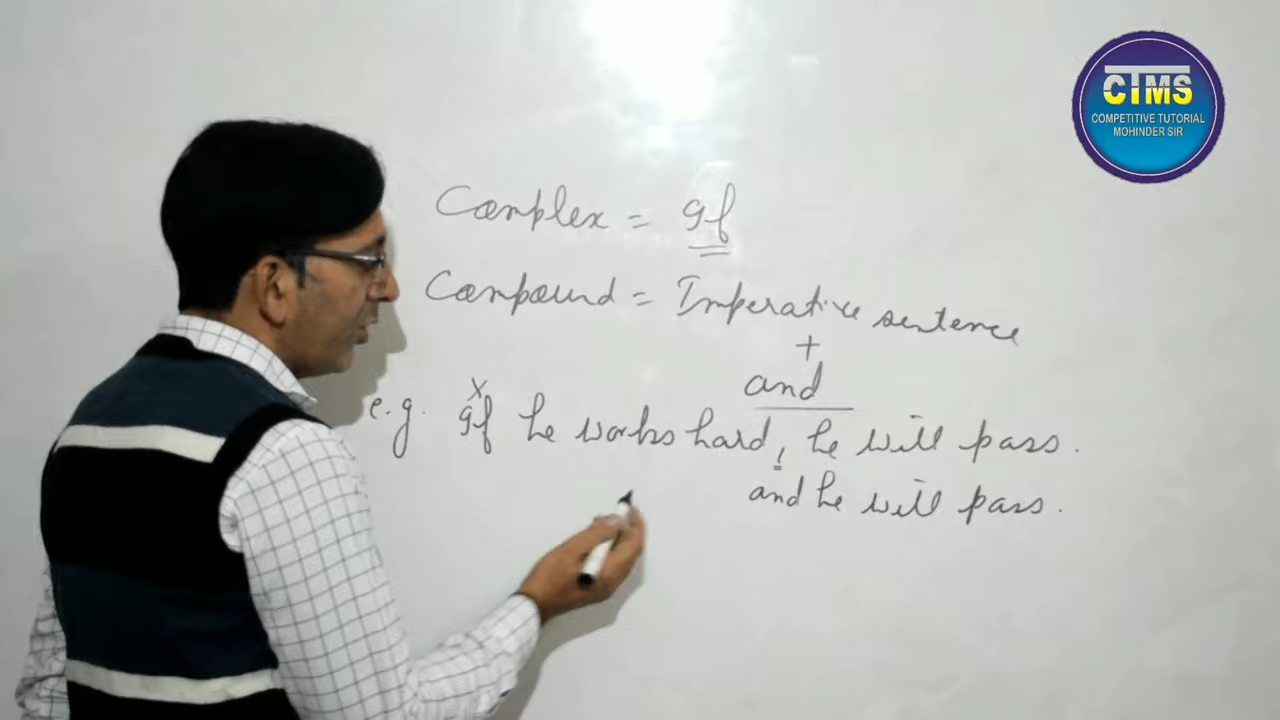 CTMS
COMPETITIVE TUTORIAL
MOHINDER SIR
Complex = If
Compound = Imperative sentence
+
and
x
e.g. If he works hard, he will pass.
and he will pass.